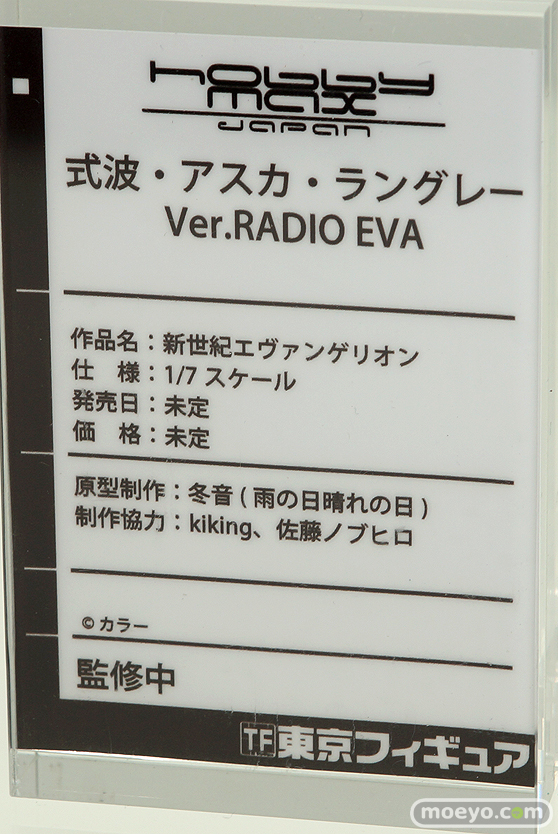 hobby
max
japan
式波・アスカ・ラングレー
Ver.RADIO EVA
作品名：新世紀エヴァンゲリオン
仕　様：1/7 スケール
発売日：未定
価　格：未定
原型制作：冬音 ( 雨の日晴れの日 )
制作協力：kiking、佐藤ノブヒロ
© カラー
監修中
TF 東京フィギュア
moeyo.com